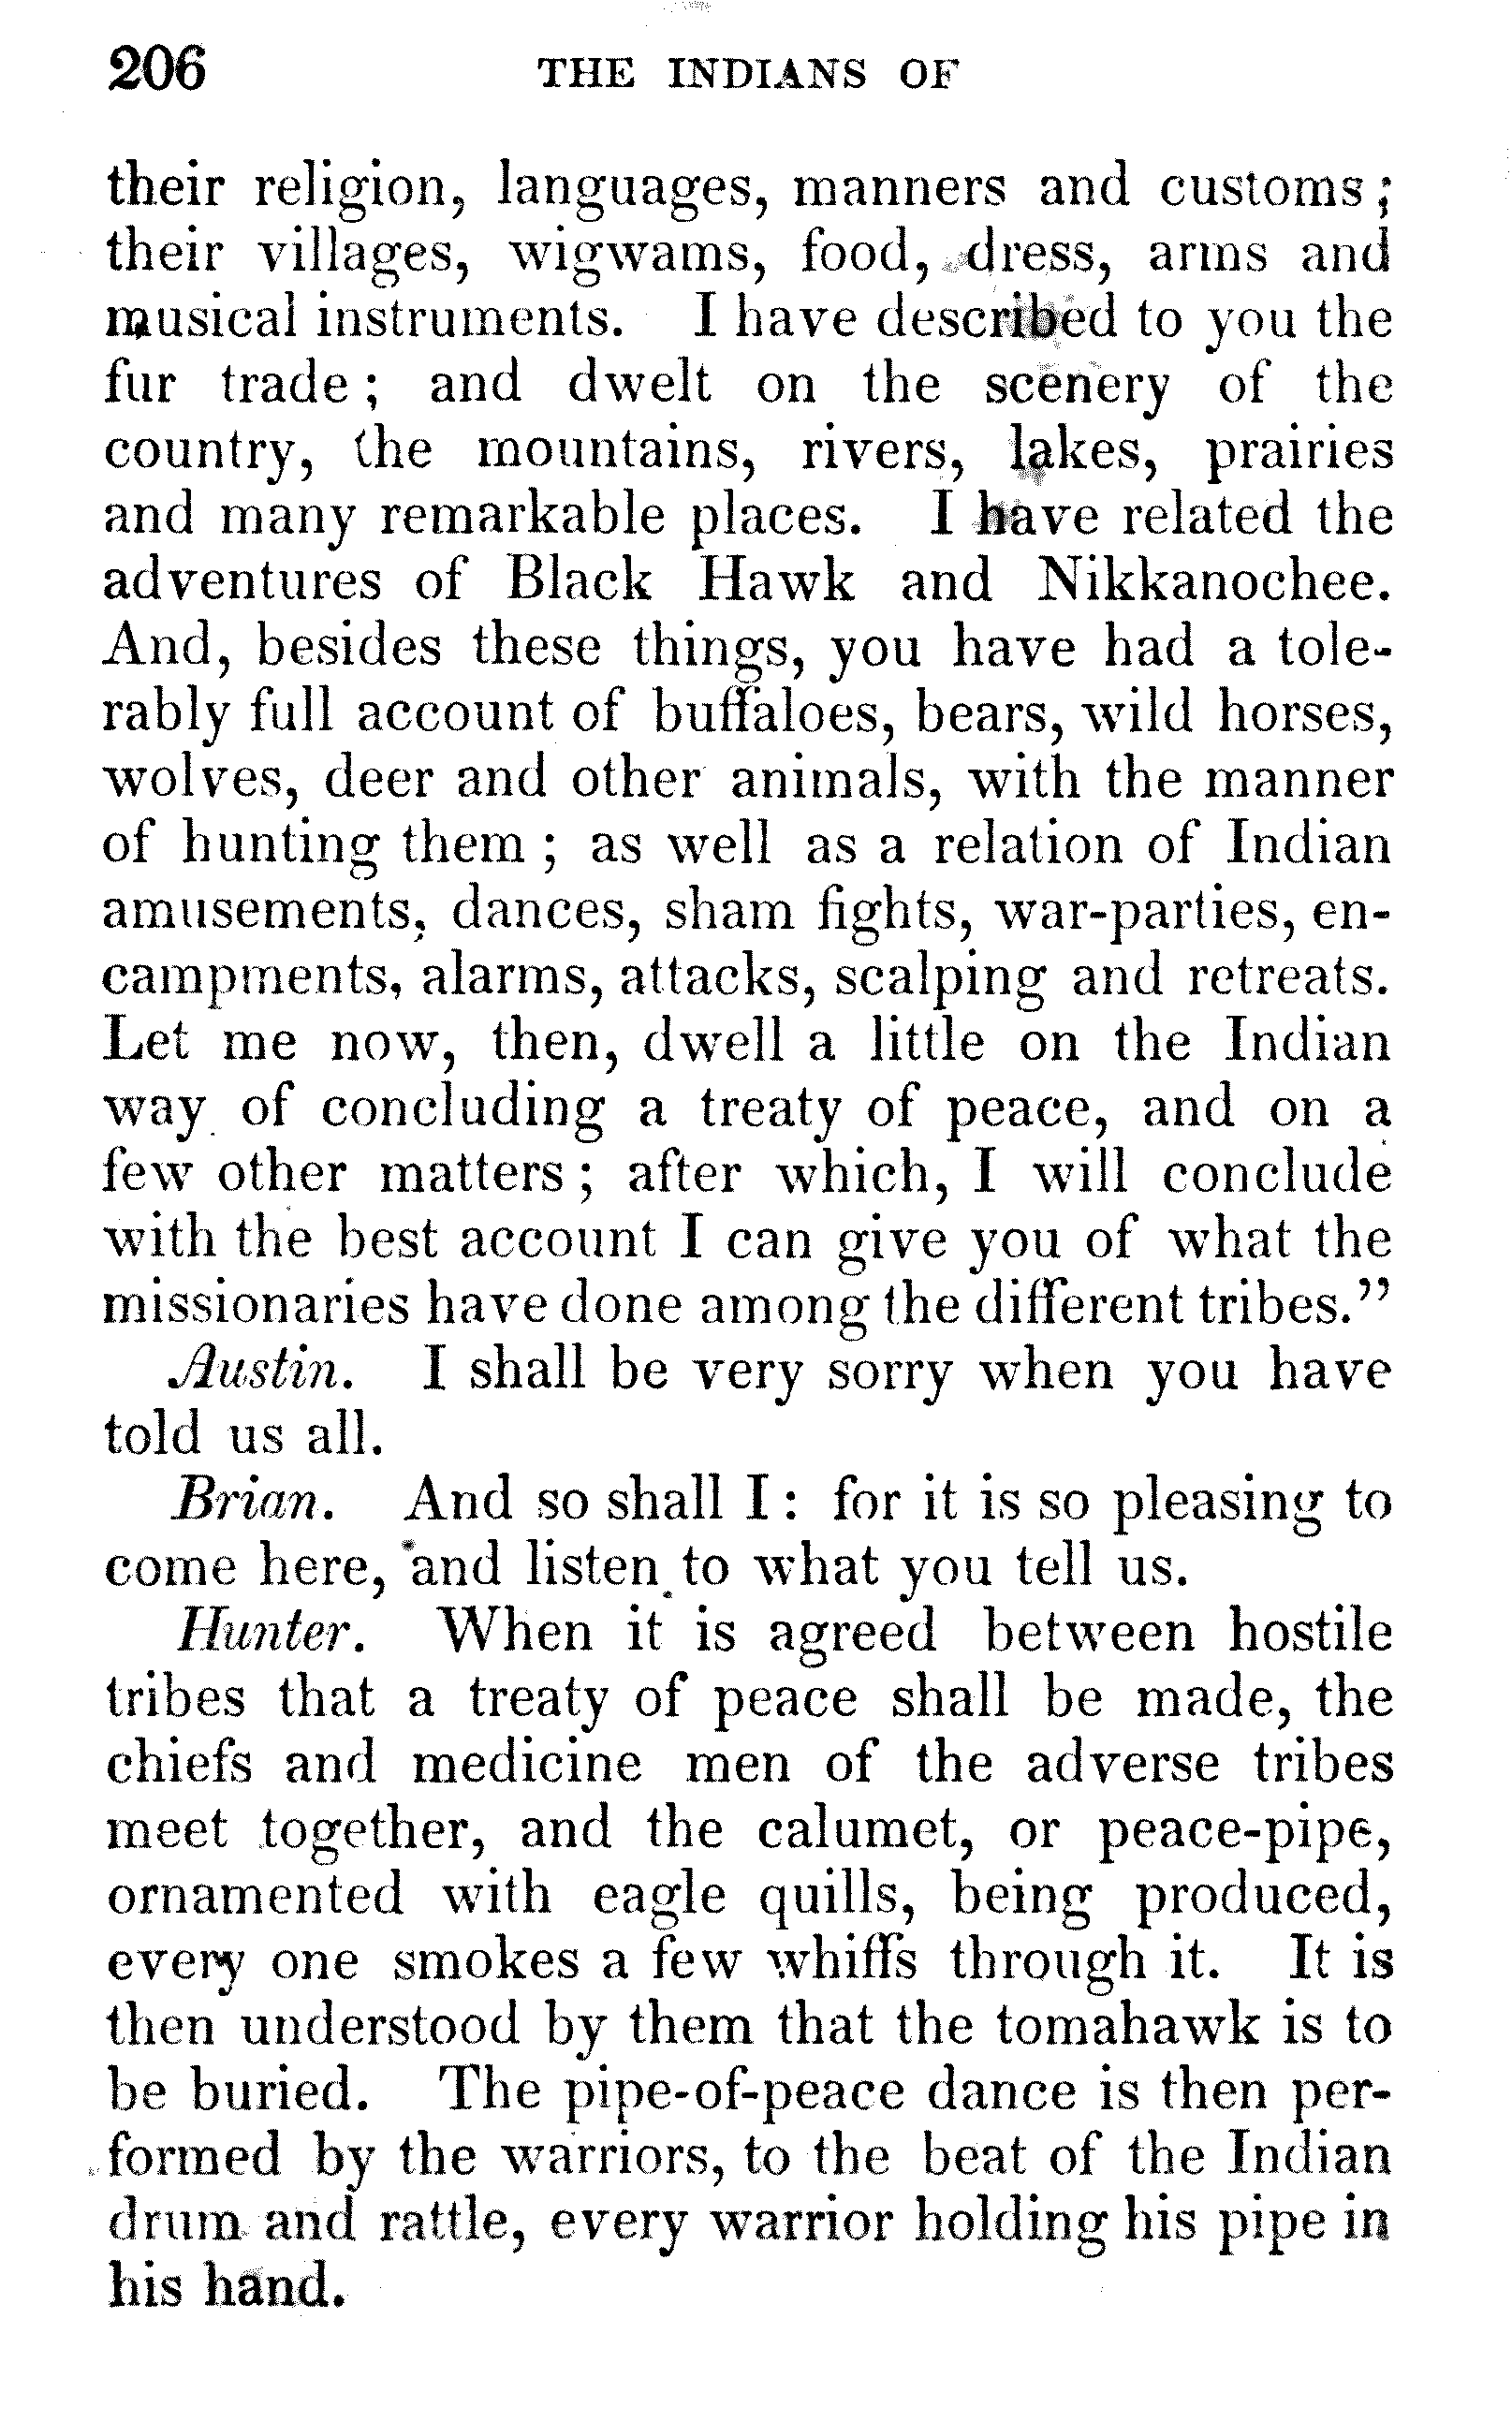 206 THE INDIANS OF
their religion, languages, manners and customs;
their villages, wigwams, food, dress, arms and
musical instruments. I have described to you the
fur trade; and dwelt on the scenery of the
country, the mountains, rivers, lakes, prairies
and many remarkable places. I have related the
adventures of Black Hawk and Nikkanochee.
And, besides these things, you have had a tole-
rably full account of buffaloes, bears, wild horses,
wolves, deer and other animals, with the manner
of hunting them; as well as a relation of Indian
amusements, dances, sham fights, war-parties, en-
campments, alarms, attacks, scalping and retreats.
Let me now, then, dwell a little on the Indian
way of concluding a treaty of peace, and on a
few other matters; after which, I will conclude
with the best account I can give you of what the
missionaries have done among the different tribes."
Austin. I shall be very sorry when you have
told us all.
Brian. And so shall I: for it is so pleasing to
come here, and listen to what you tell us.
Hunter. When it is agreed between hostile
tribes that a treaty of peace shall be made, the
chiefs and medicine men of the adverse tribes
meet together, and the calumet, or peace-pipe,
ornamented with eagle quills, being produced,
every one smokes a few whiffs through it. It is
then understood by them that the tomahawk is to
be buried. The pipe-of-peace dance is then per-
formed by the warriors, to the beat of the Indian
drum and rattle, every warrior holding his pipe in
his hand.